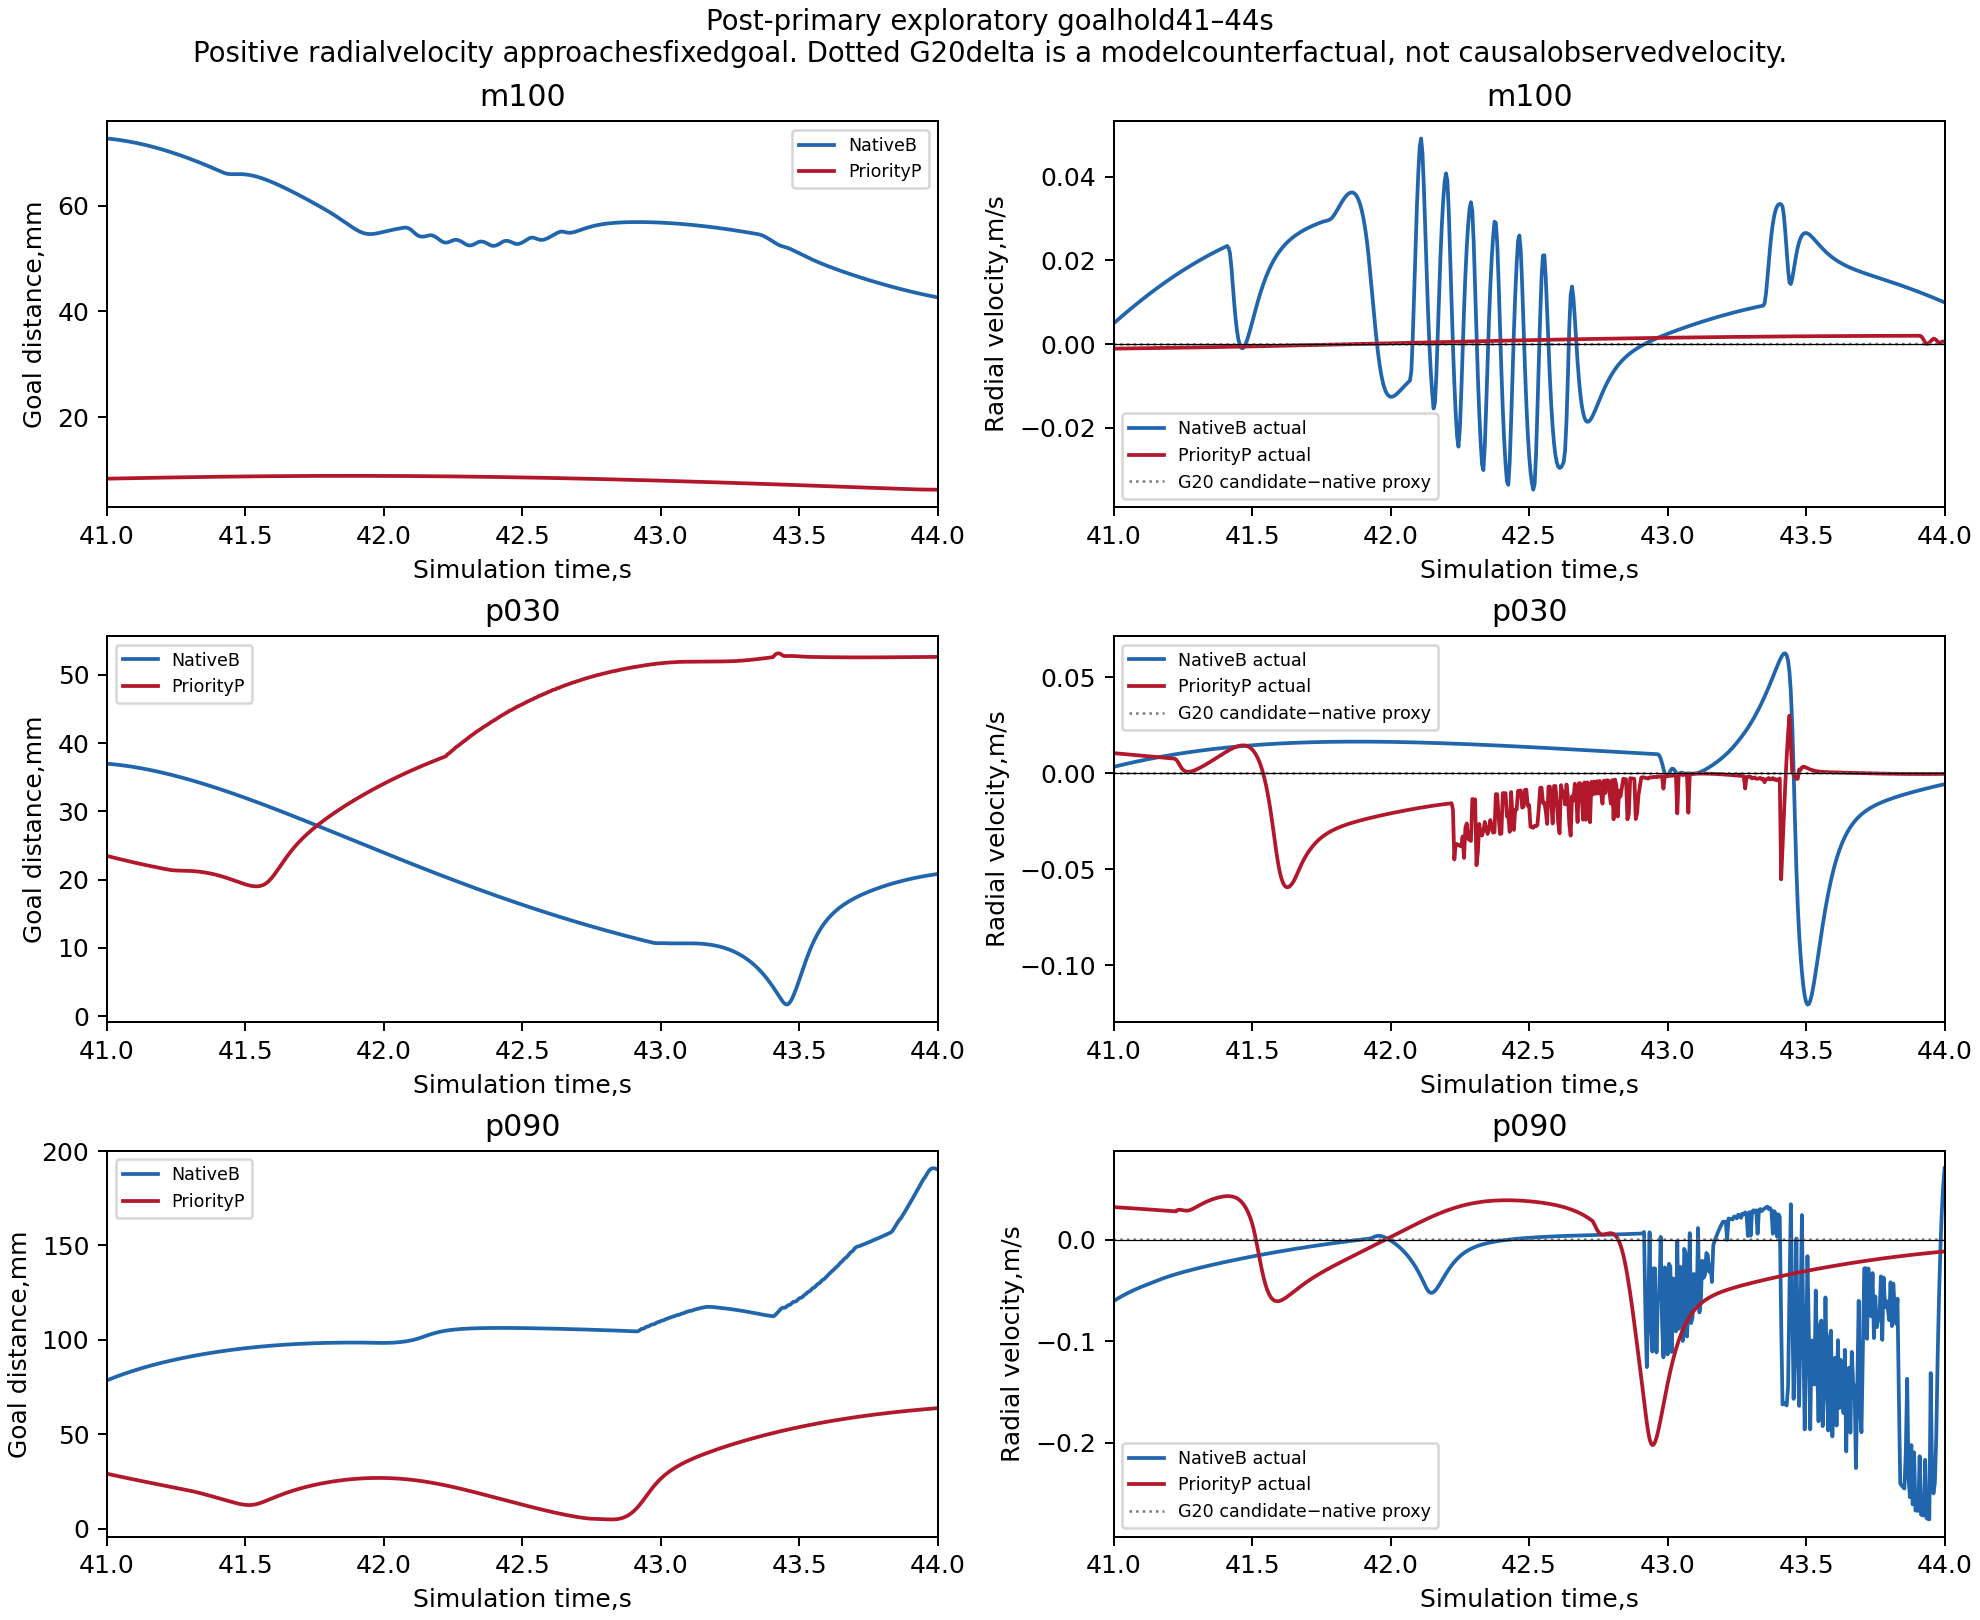 Post-primary exploratory goalhold41–44s
Positive radialvelocity approachesfixedgoal. Dotted G20delta is a modelcounterfactual, not causalobservedvelocity.
m100
Goal distance,mm
60
40
20
NativeB
PriorityP
41.0 41.5 42.0 42.5 43.0 43.5 44.0
Simulation time,s
m100
Radial velocity,m/s
0.04
0.02
0.00
−0.02
NativeB actual
PriorityP actual
G20 candidate−native proxy
41.0 41.5 42.0 42.5 43.0 43.5 44.0
Simulation time,s
p030
Goal distance,mm
50
40
30
20
10
0
NativeB
PriorityP
41.0 41.5 42.0 42.5 43.0 43.5 44.0
Simulation time,s
p030
Radial velocity,m/s
0.05
0.00
−0.05
−0.10
NativeB actual
PriorityP actual
G20 candidate−native proxy
41.0 41.5 42.0 42.5 43.0 43.5 44.0
Simulation time,s
p090
Goal distance,mm
200
150
100
50
0
NativeB
PriorityP
41.0 41.5 42.0 42.5 43.0 43.5 44.0
Simulation time,s
p090
Radial velocity,m/s
0.0
−0.1
−0.2
NativeB actual
PriorityP actual
G20 candidate−native proxy
41.0 41.5 42.0 42.5 43.0 43.5 44.0
Simulation time,s